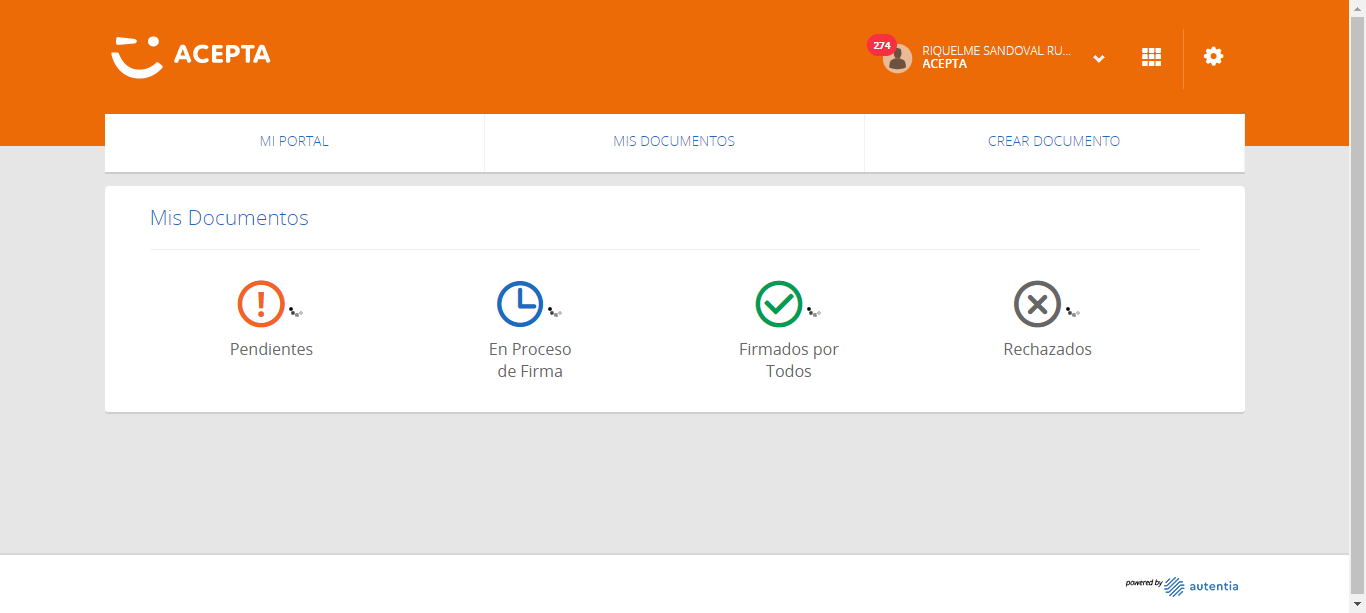 ACEPTA
274
RIQUELME SANDOVAL RU...
ACEPTA
MI PORTAL
MIS DOCUMENTOS
CREAR DOCUMENTO
Mis Documentos
Pendientes
En Proceso
de Firma
Firmados por
Todos
Rechazados
powered by
autentia